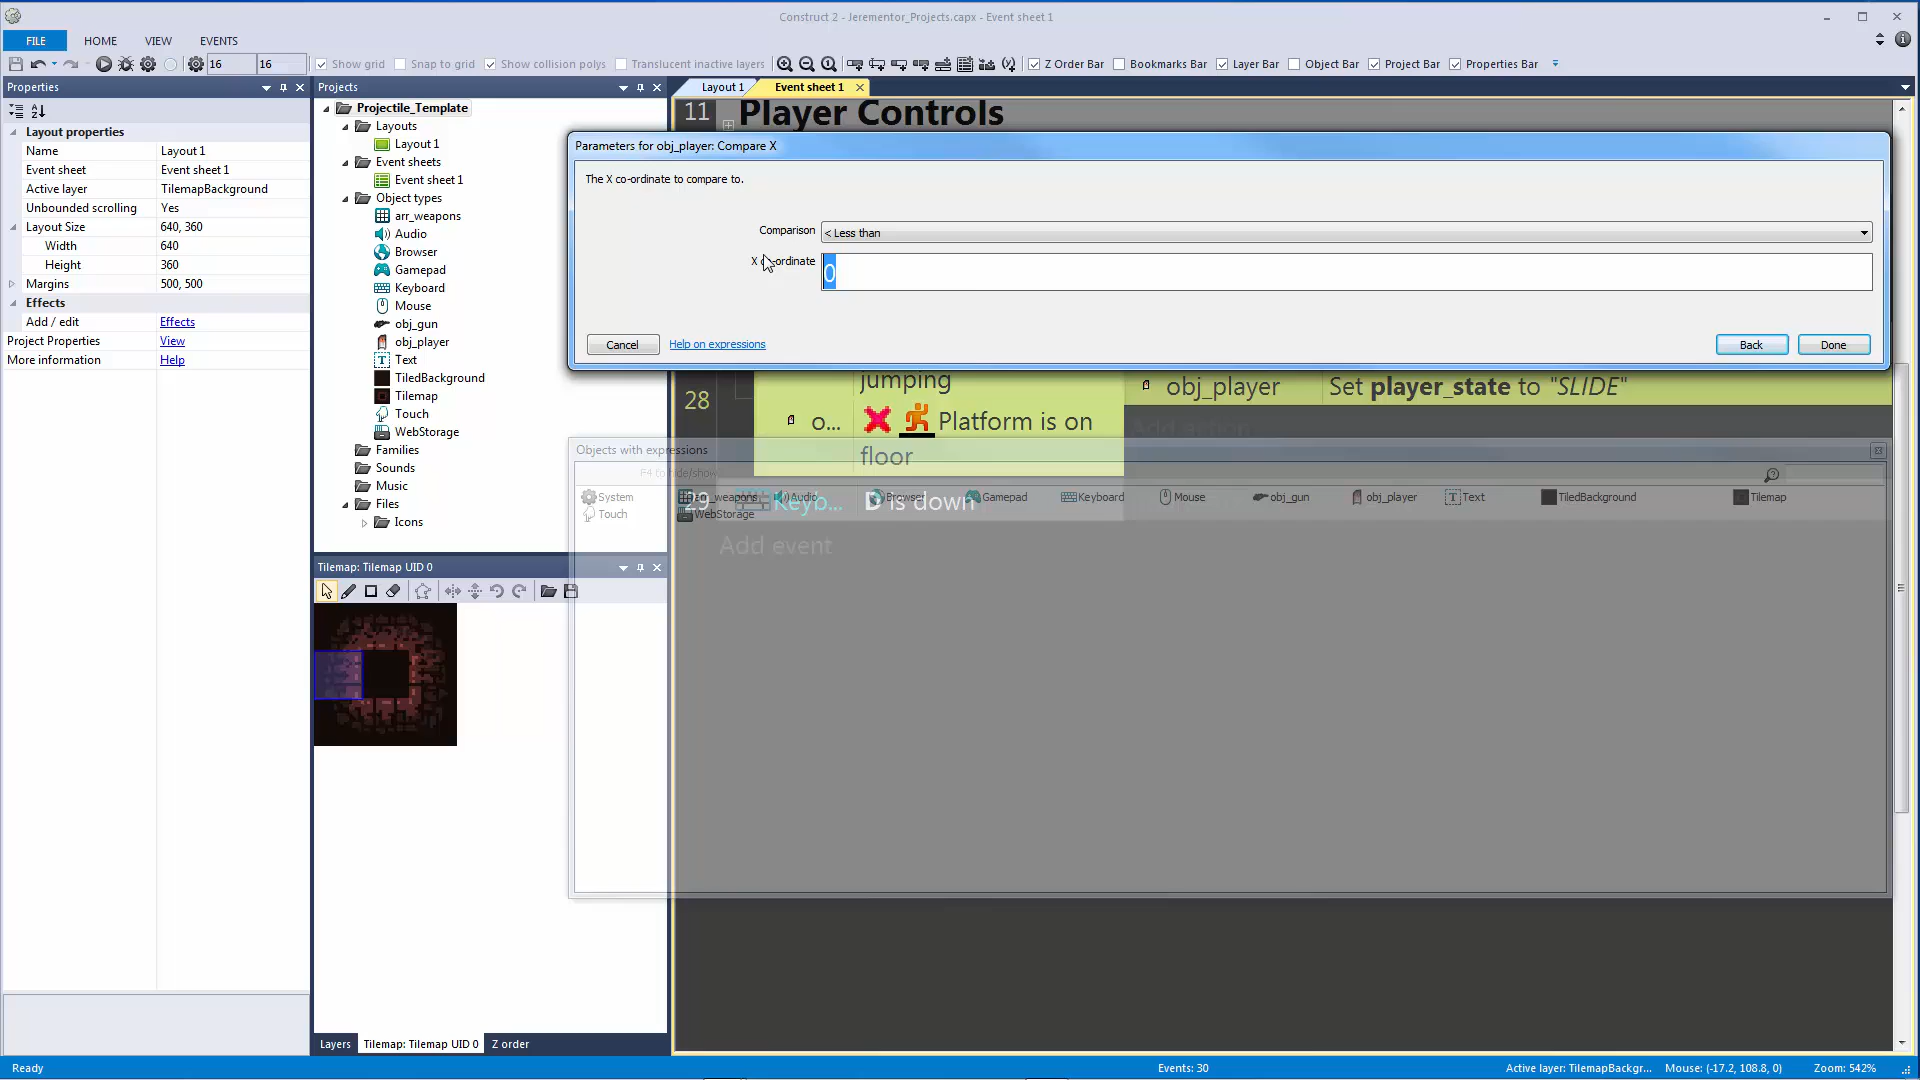 Construct 2 - Jerementor_Projects.capx - Event sheet 1
FILE HOME VIEW EVENTS
16 16 Show grid Snap to grid Show collision polys Translucent inactive layers Z Order Bar Bookmarks Bar Layer Bar Object Bar Project Bar Properties Bar
Properties
Layout properties
Name Layout 1
Event sheet Event sheet 1
Active layer TilemapBackground
Unbounded scrolling Yes
Layout Size 640, 360
Width 640
Height 360
Margins 500, 500
Effects
Add / edit Effects
Project Properties View
More information Help
Projects
Projectile_Template
Layouts
Layout 1
Event sheets
Event sheet 1
Object types
arr_weapons
Audio
Browser
Gamepad
Keyboard
Mouse
obj_gun
obj_player
Text
TiledBackground
Tilemap
Touch
WebStorage
Families
Sounds
Music
Files
Icons
Tilemap: Tilemap UID 0
Layers Tilemap: Tilemap UID 0 Z order
Layout 1 Event sheet 1
11 Player Controls
Parameters for obj_player: Compare X
The X co-ordinate to compare to.
Comparison < Less than
X co-ordinate 0
Cancel Help on expressions Back Done
28 jumping obj_player Set player_state to "SLIDE"
o... Platform is on
floor
Add action
Objects with expressions
F4 to hide/show
System arr_weapons Audio Browser Gamepad Keyboard Mouse obj_gun obj_player Text TiledBackground Tilemap
Touch WebStorage
29 Keyb... D is down
Add event
Ready Events: 30 Active layer: TilemapBackgr... Mouse: (-17.2, 108.8, 0) Zoom: 542%